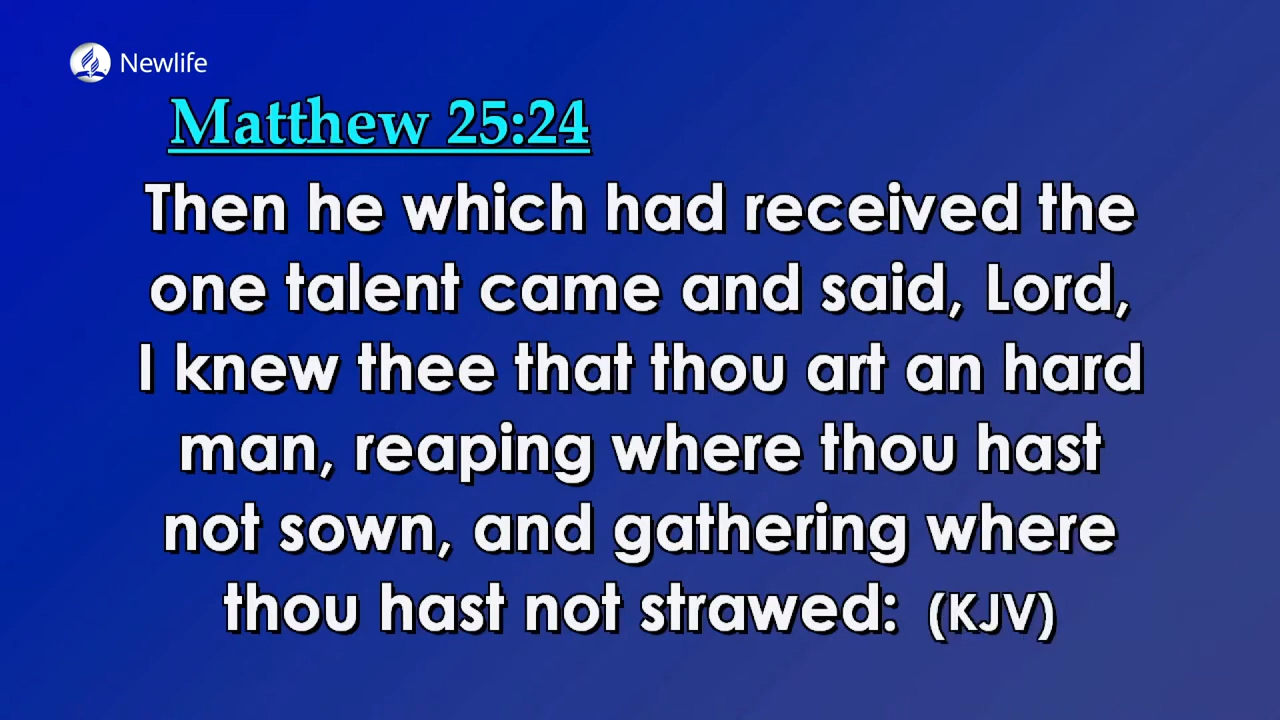 Newlife
Matthew 25:24
Then he which had received the
one talent came and said, Lord,
I knew thee that thou art an hard
man, reaping where thou hast
not sown, and gathering where
thou hast not strawed: (KJV)